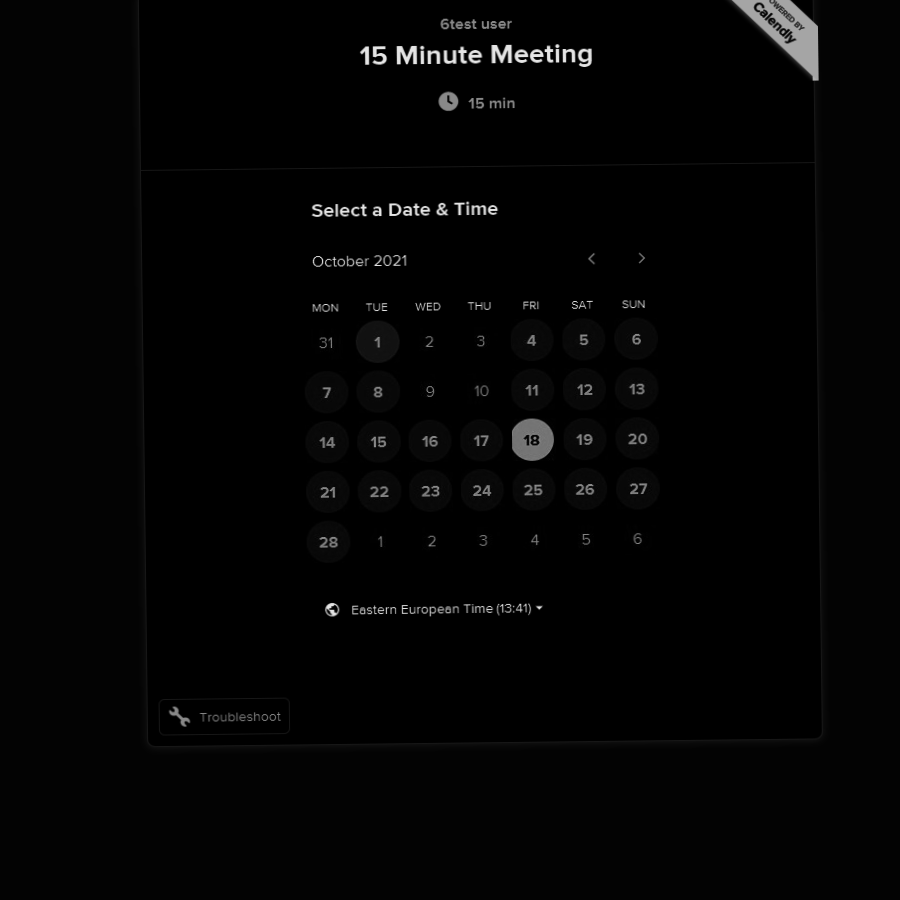 6test user
15 Minute Meeting
15 min
POWERED BY
Calendly
Select a Date & Time
October 2021
MON TUE WED THU FRI SAT SUN
31 1 2 3 4 5 6
7 8 9 10 11 12 13
14 15 16 17 18 19 20
21 22 23 24 25 26 27
28 1 2 3 4 5 6
Eastern European Time (13:41)
Troubleshoot